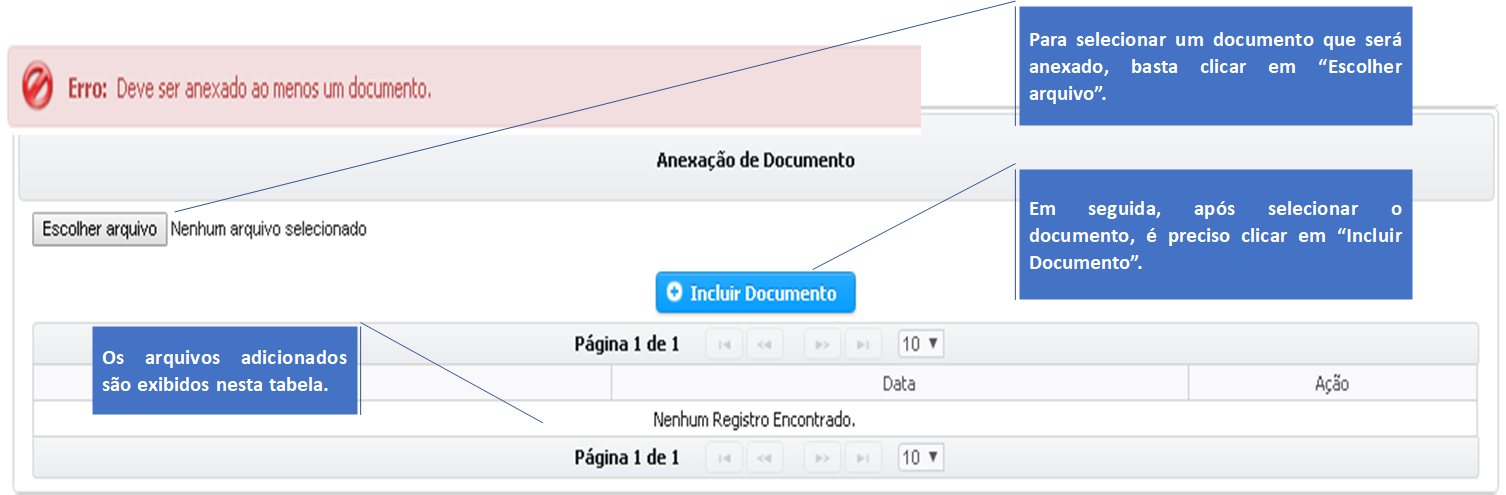 Para selecionar um documento que será
anexado, basta clicar em “Escolher
arquivo”.
Erro: Deve ser anexado ao menos um documento.
Anexação de Documento
Escolher arquivo Nenhum arquivo selecionado
Em seguida, após selecionar o
documento, é preciso clicar em “Incluir
Documento”.
Incluir Documento
Página 1 de 1 10
Os arquivos adicionados
são exibidos nesta tabela.
Data Ação
Nenhum Registro Encontrado.
Página 1 de 1 10